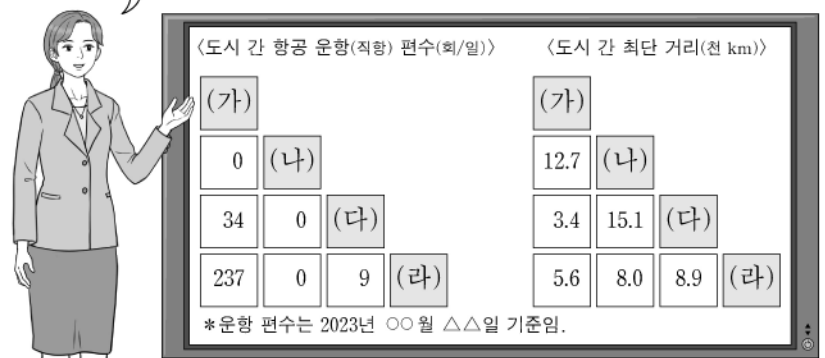 〈도시 간 항공 운항(직항) 편수(회/일)〉 〈도시 간 최단 거리(천 km)〉
(가) (가)
0 (나) 12.7 (나)
34 0 (다) 3.4 15.1 (다)
237 0 9 (라) 5.6 8.0 8.9 (라)
*운항 편수는 2023년 ○○월 △△일 기준임.